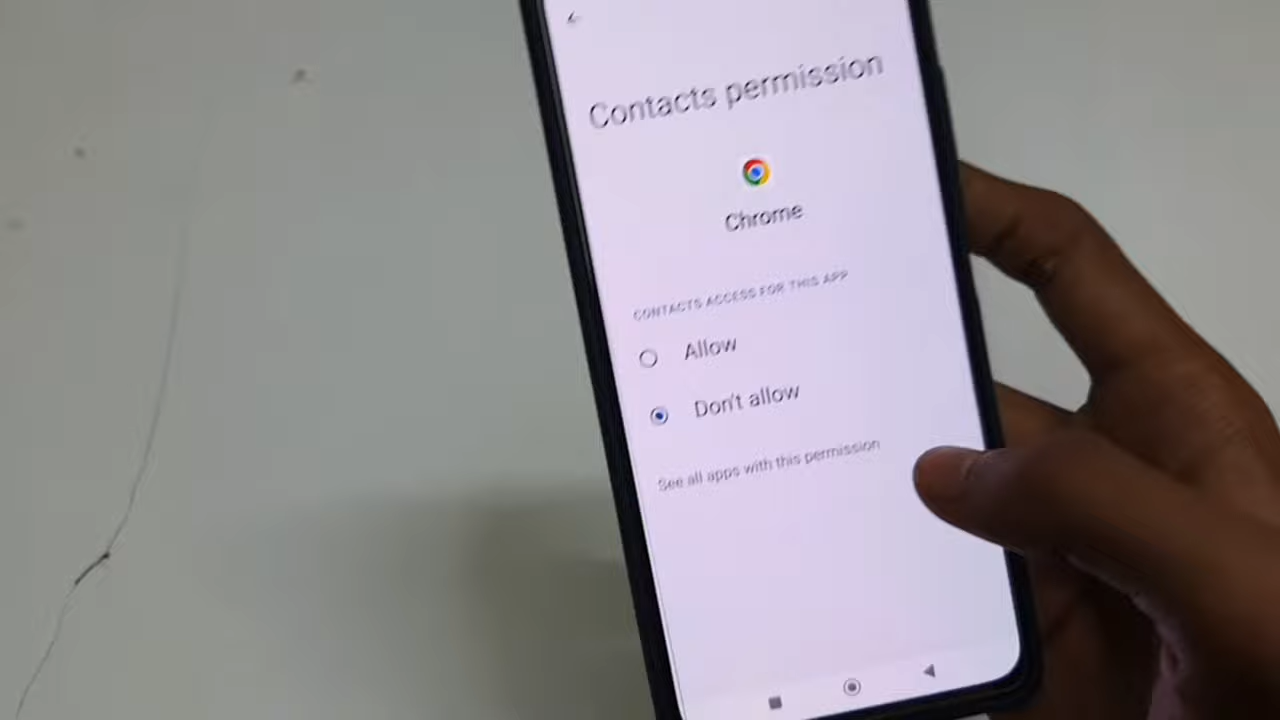 Contacts permission
Chrome
CONTACTS ACCESS FOR THIS APP
Allow
Don't allow
See all apps with this permission